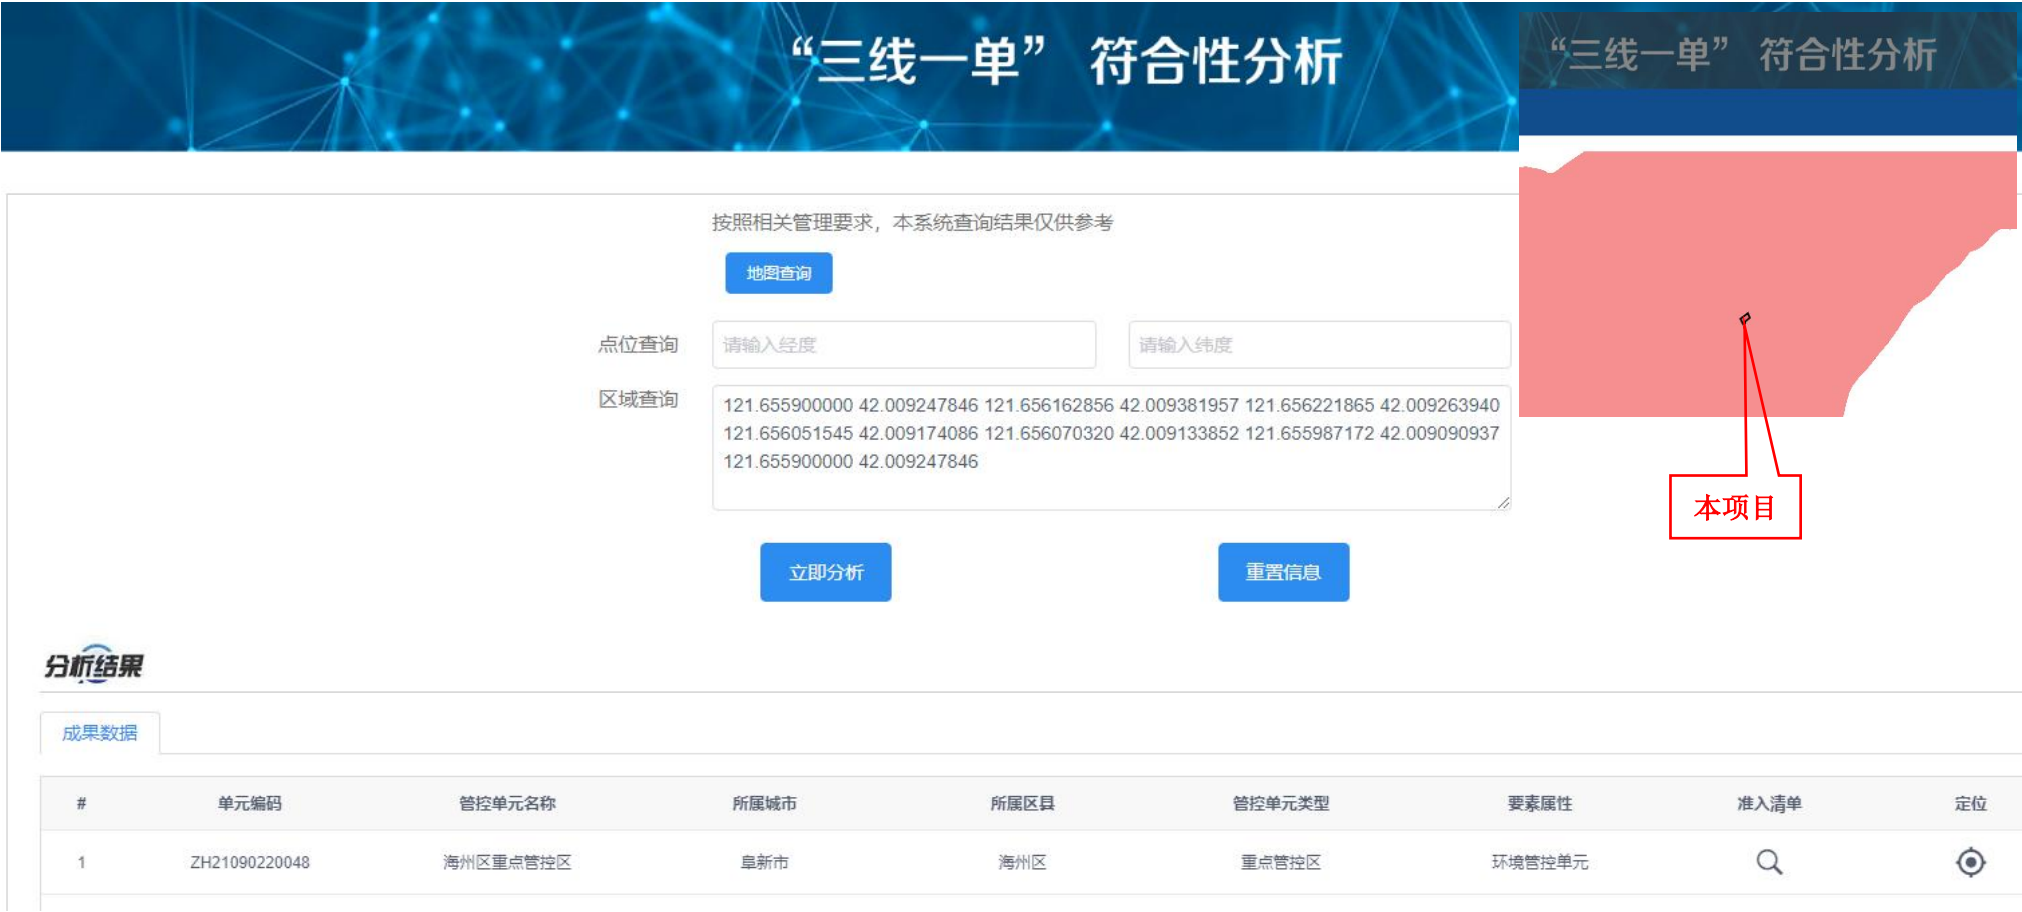 “三线一单” 符合性分析
“三线一单” 符合性分析
按照相关管理要求，本系统查询结果仅供参考
地图查询
点位查询 请输入经度 请输入纬度
区域查询
121.655900000 42.009247846 121.656162856 42.009381957 121.656221865 42.009263940
121.656051545 42.009174086 121.656070320 42.009133852 121.655987172 42.009090937
121.655900000 42.009247846
本项目
立即分析 重置信息
分析结果
成果数据
# 单元编码 管控单元名称 所属城市 所属区县 管控单元类型 要素属性 准入清单 定位
1 ZH21090220048 海州区重点管控区 阜新市 海州区 重点管控区 环境管控单元